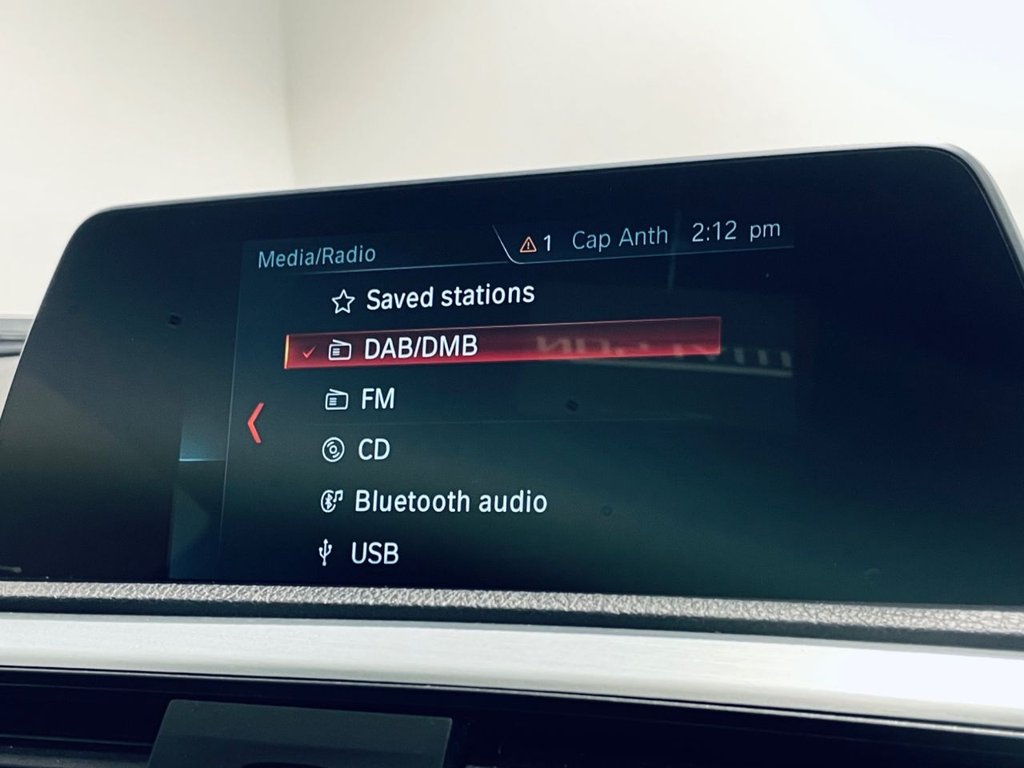 Media/Radio 1 Cap Anth 2:12 pm
Saved stations
DAB/DMB
FM
CD
Bluetooth audio
USB